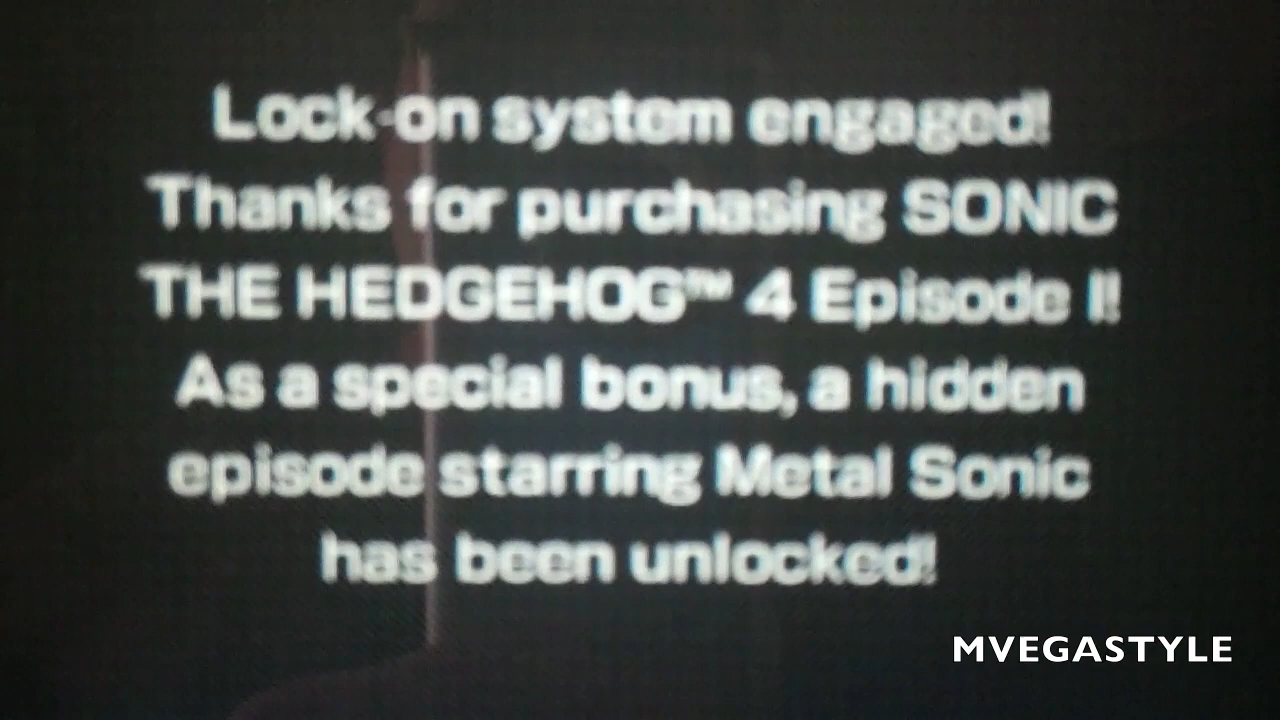 Lock-on system engaged!
Thanks for purchasing SONIC
THE HEDGEHOG™ 4 Episode I!
As a special bonus, a hidden
episode starring Metal Sonic
has been unlocked!
MVEGASTYLE